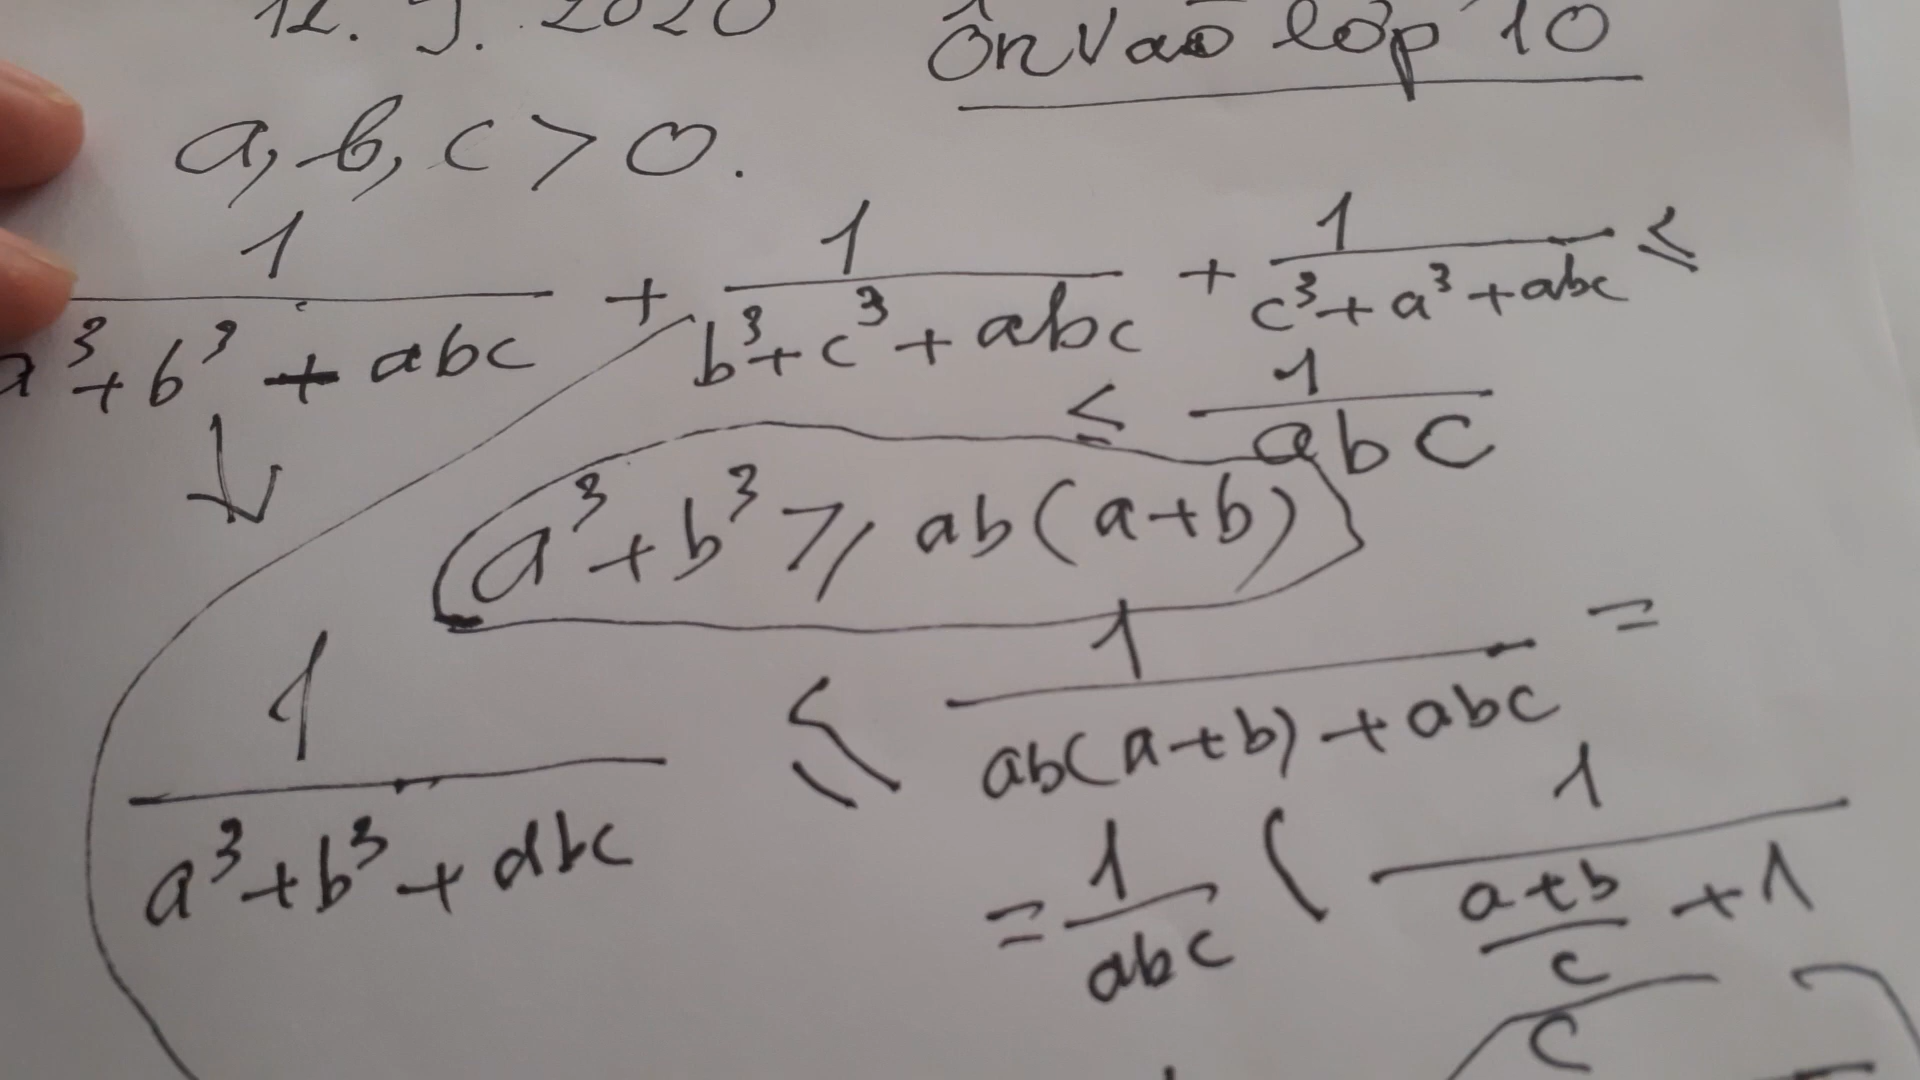 12. 5. 2020 Ôn vào lớp 10
a, b, c > 0.
1/(a³+b³+abc) + 1/(b³+c³+abc) + 1/(c³+a³+abc) ≤
≤ 1/abc
a³+b³ ≥ ab(a+b)
1/(a³+b³+abc) ≤ 1/(ab(a+b)+abc) =
= 1/abc ( 1/((a+b)/c + 1)
c